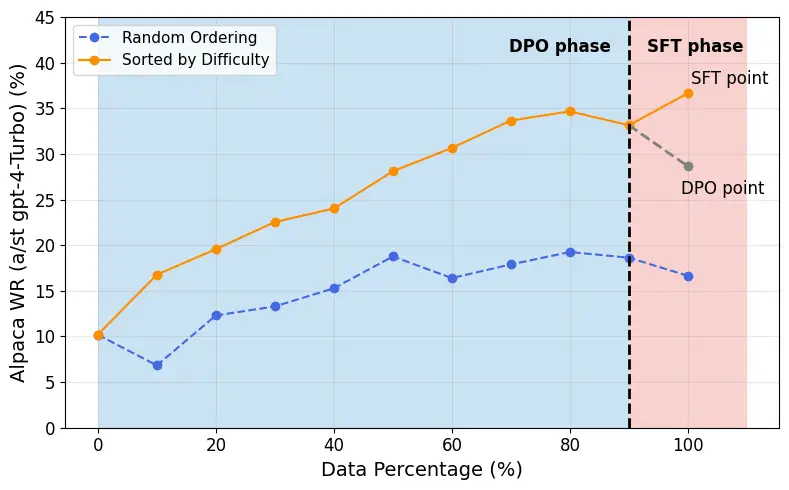 Random Ordering
Sorted by Difficulty
DPO phase
SFT phase
SFT point
DPO point
Alpaca WR (a/st gpt-4-Turbo) (%)
45
40
35
30
25
20
15
10
5
0
0 20 40 60 80 100
Data Percentage (%)